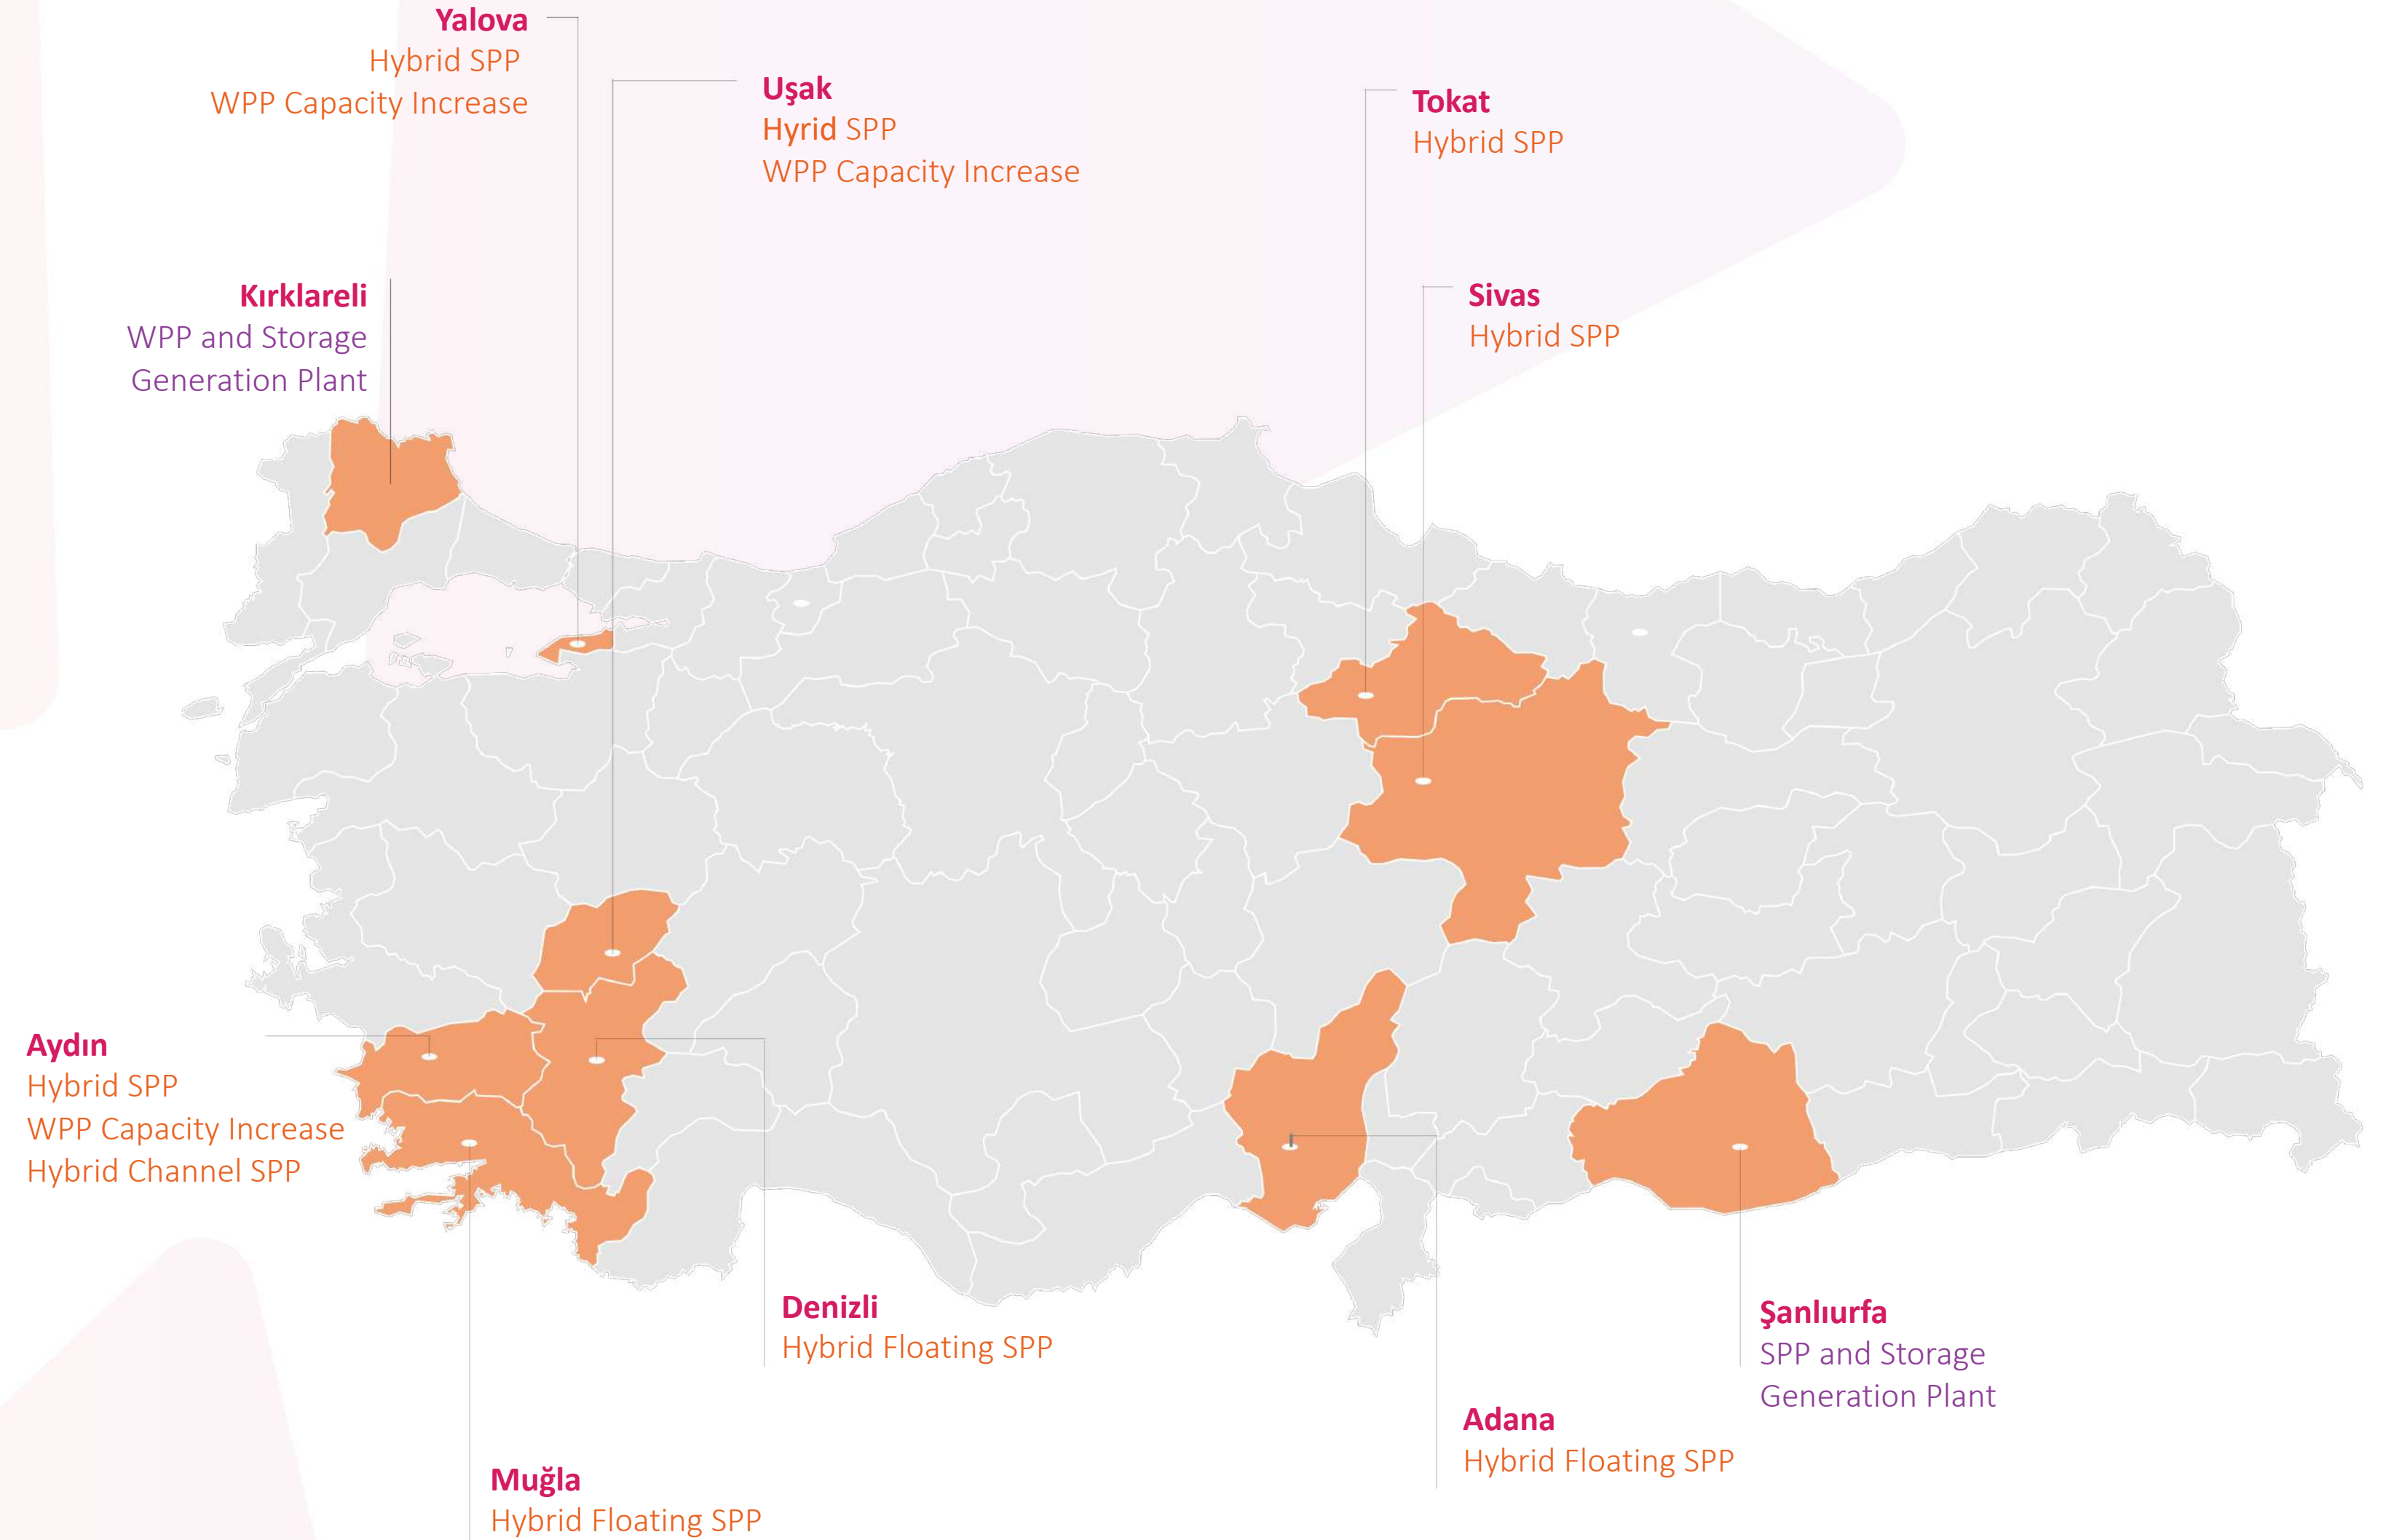 Yalova
Hybrid SPP
WPP Capacity Increase
Uşak
Hyrid SPP
WPP Capacity Increase
Tokat
Hybrid SPP
Kırklareli
WPP and Storage
Generation Plant
Sivas
Hybrid SPP
Aydın
Hybrid SPP
WPP Capacity Increase
Hybrid Channel SPP
Denizli
Hybrid Floating SPP
Şanlıurfa
SPP and Storage
Generation Plant
Adana
Hybrid Floating SPP
Muğla
Hybrid Floating SPP